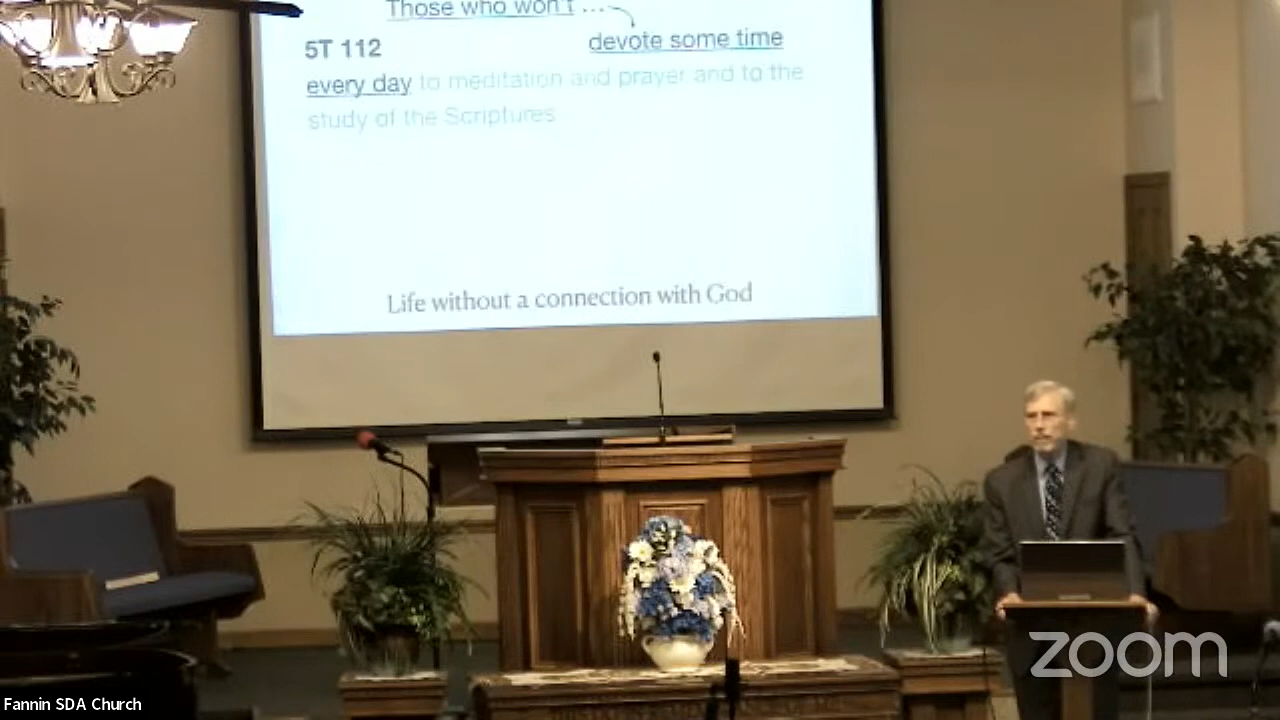 Those who won't ...
5T 112
devote some time
every day to meditation and prayer and to the
study of the Scriptures
Life without a connection with God
zoom
Fannin SDA Church